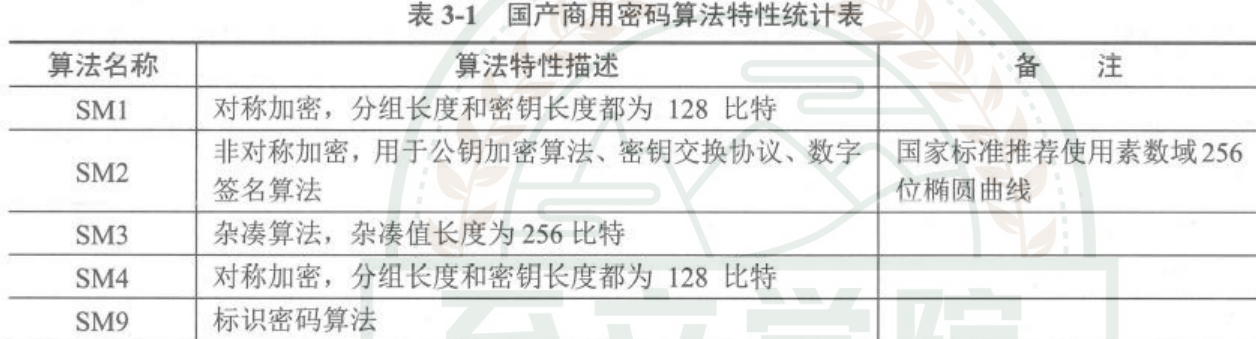 表 3-1 国产商用密码算法特性统计表
算法名称 算法特性描述 备 注
SM1 对称加密，分组长度和密钥长度都为 128 比特
SM2 非对称加密，用于公钥加密算法、密钥交换协议、数字 国家标准推荐使用素数域 256
签名算法 位椭圆曲线
SM3 杂凑算法，杂凑值长度为 256 比特
SM4 对称加密，分组长度和密钥长度都为 128 比特
SM9 标识密码算法